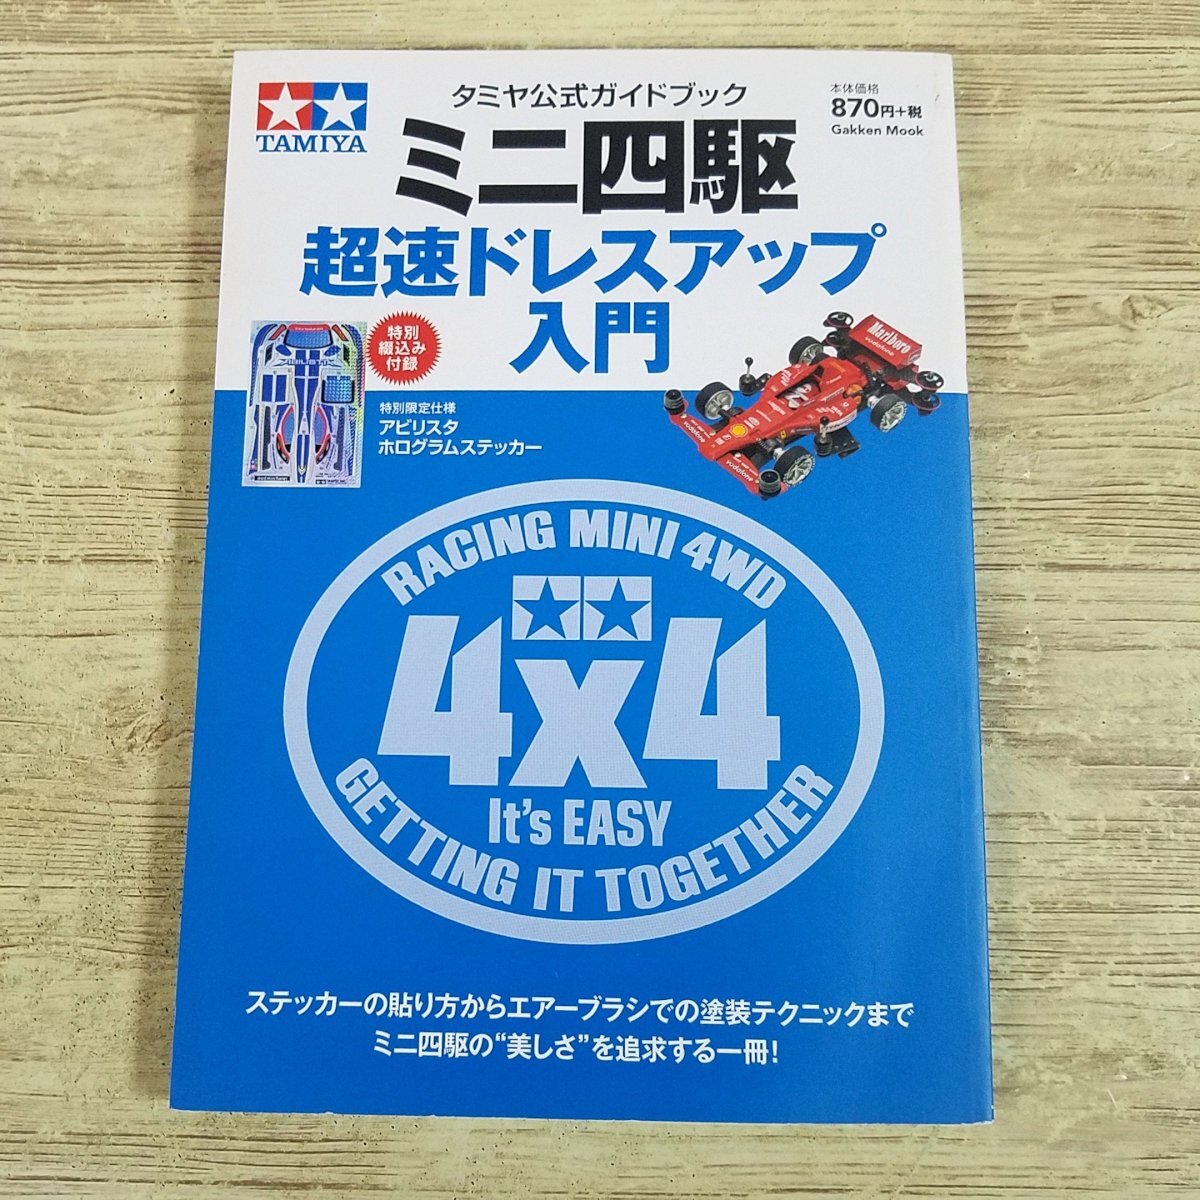 TAMIYA
タミヤ公式ガイドブック
本体価格
870円+税
Gakken Mook
ミニ四駆
超速ドレスアップ
入門
特別
綴込み
付録
特別限定仕様
アビリスタ
ホログラムステッカー
Marlboro
vodafone
vodafone
vodafone
RACING MINI 4WD
4x4
It's EASY
GETTING IT TOGETHER
ステッカーの貼り方からエアーブラシでの塗装テクニックまで
ミニ四駆の“美しさ”を追求する一冊!